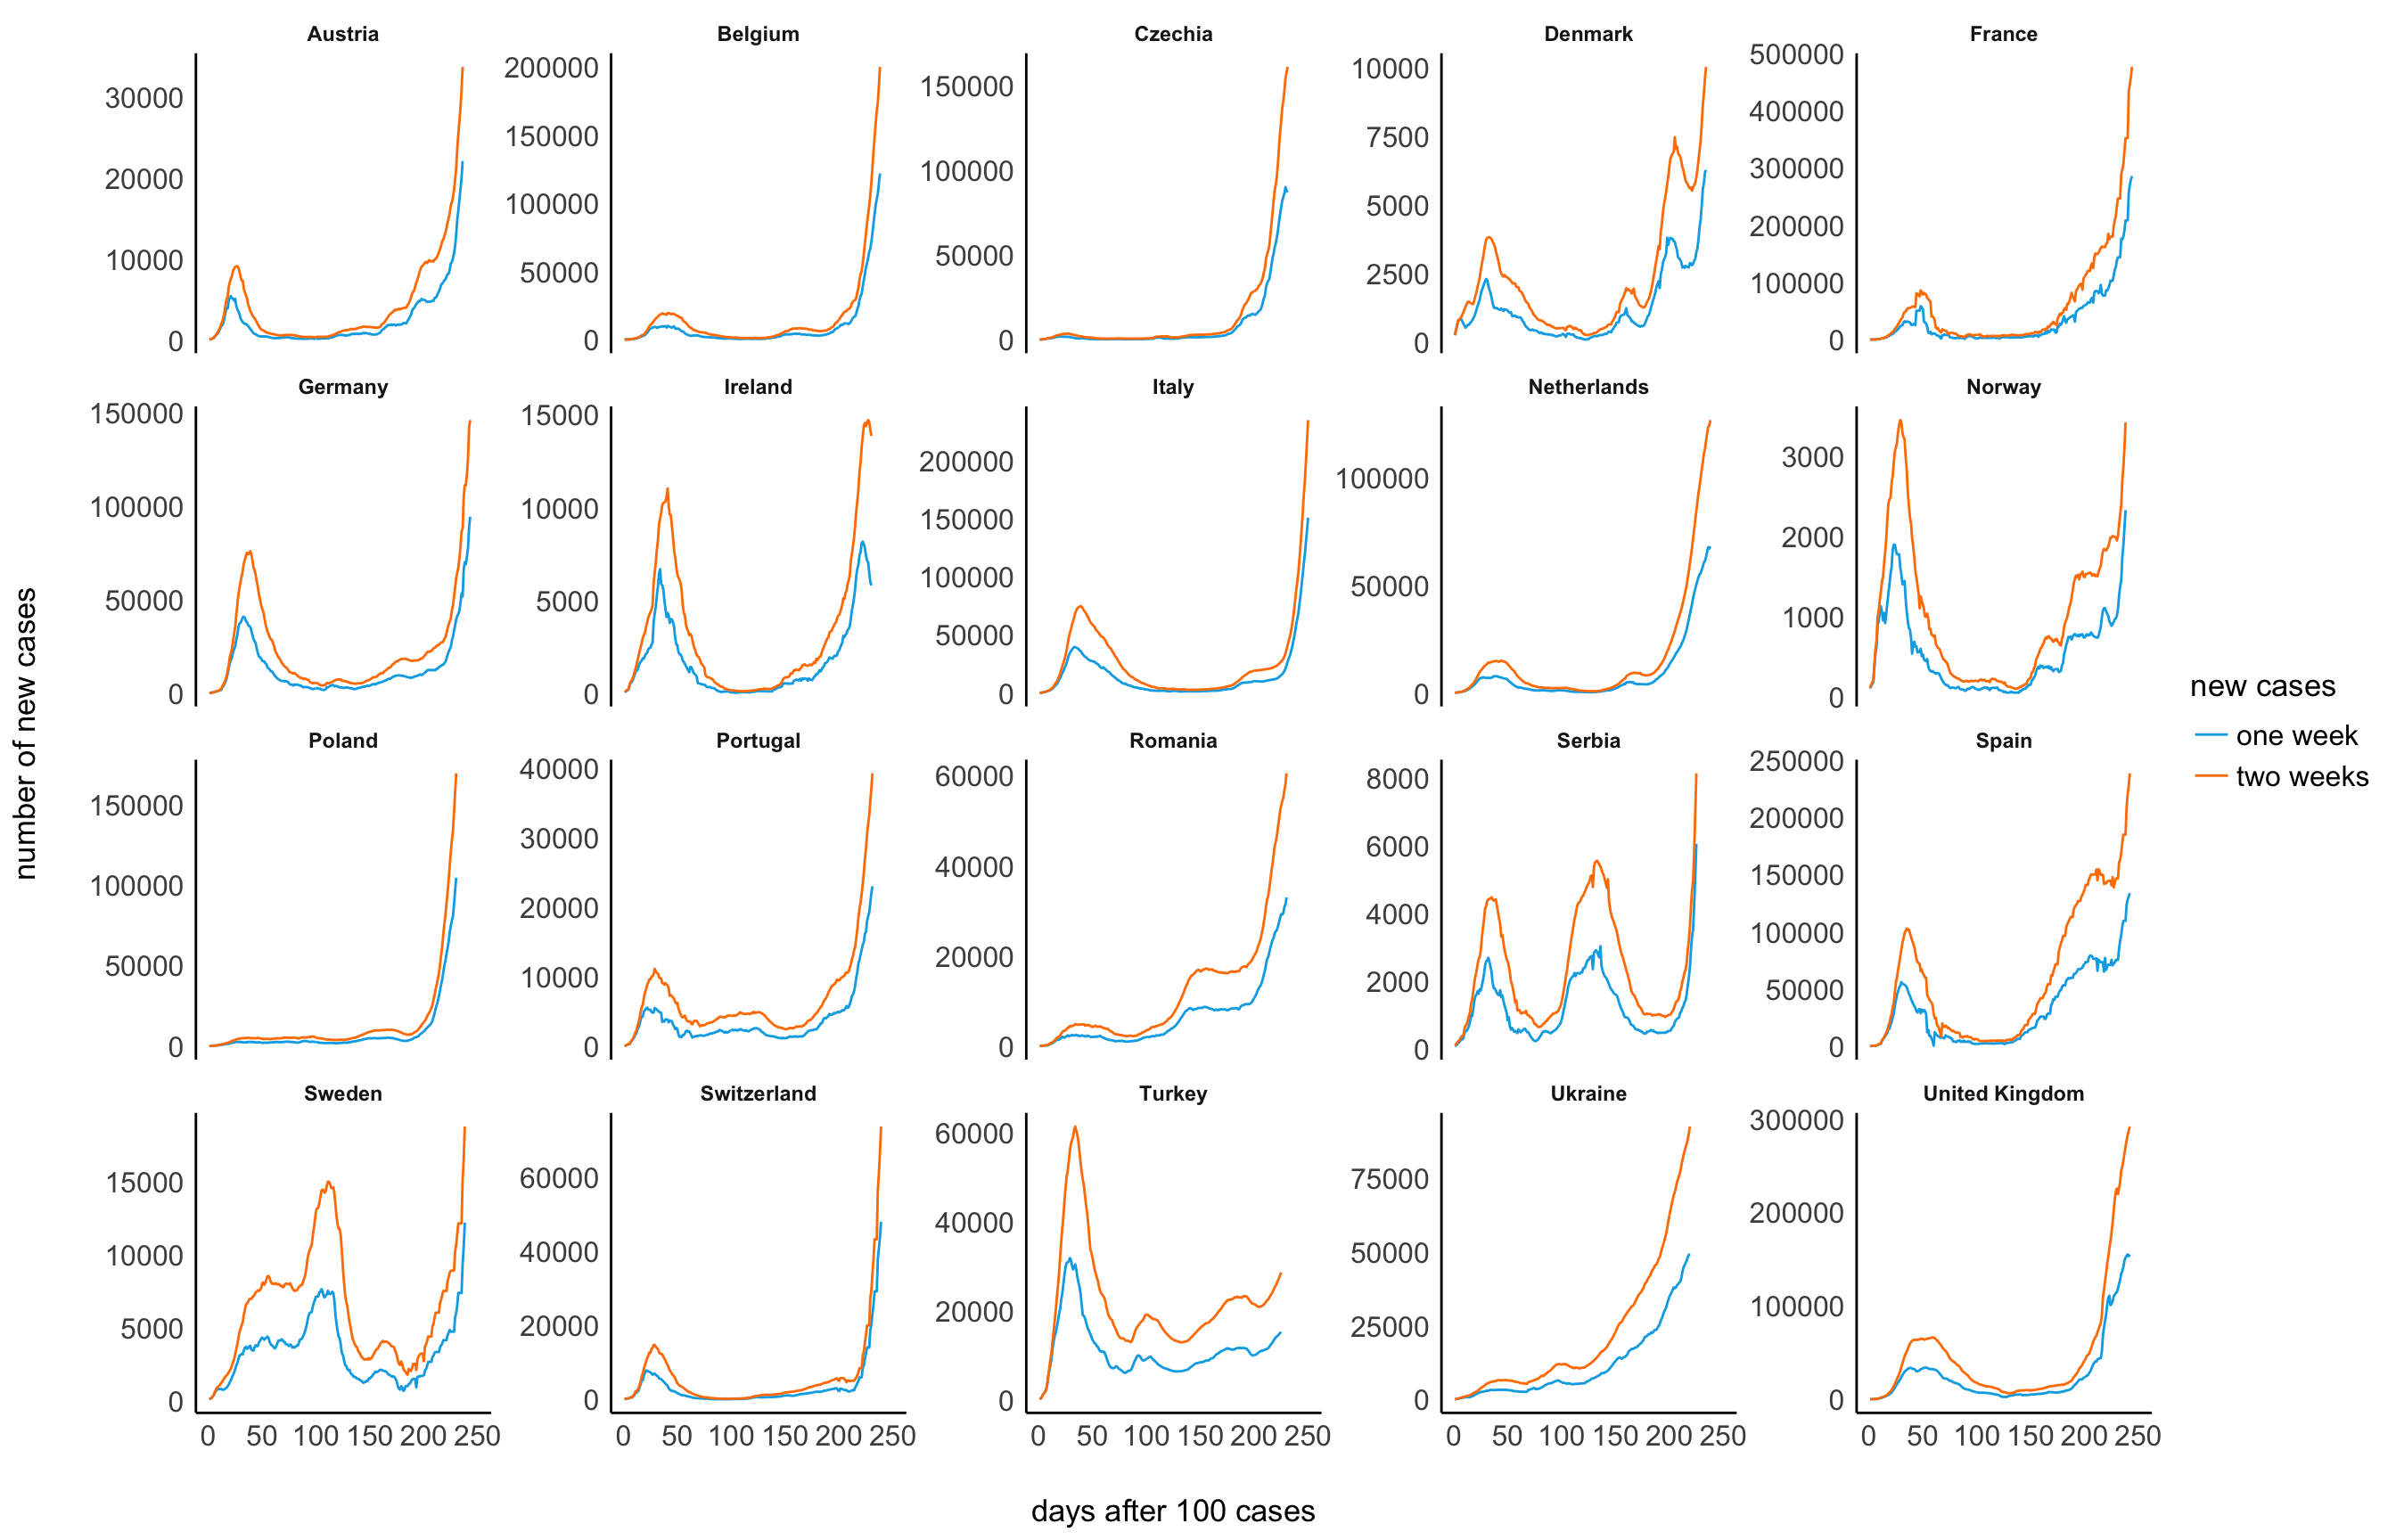 Austria
Belgium
Czechia
Denmark
France
30000
20000
10000
0
200000
150000
100000
50000
0
150000
100000
50000
0
10000
7500
5000
2500
0
500000
400000
300000
200000
100000
0
Germany
Ireland
Italy
Netherlands
Norway
150000
100000
50000
0
15000
10000
5000
0
200000
150000
100000
50000
0
100000
50000
0
3000
2000
1000
0
number of new cases
new cases
one week
two weeks
Poland
Portugal
Romania
Serbia
Spain
150000
100000
50000
0
40000
30000
20000
10000
0
60000
40000
20000
0
8000
6000
4000
2000
0
250000
200000
150000
100000
50000
0
Sweden
Switzerland
Turkey
Ukraine
United Kingdom
15000
10000
5000
0
60000
40000
20000
0
60000
40000
20000
0
75000
50000
25000
0
300000
200000
100000
0
0 50 100 150 200 250
0 50 100 150 200 250
0 50 100 150 200 250
0 50 100 150 200 250
0 50 100 150 200 250
days after 100 cases